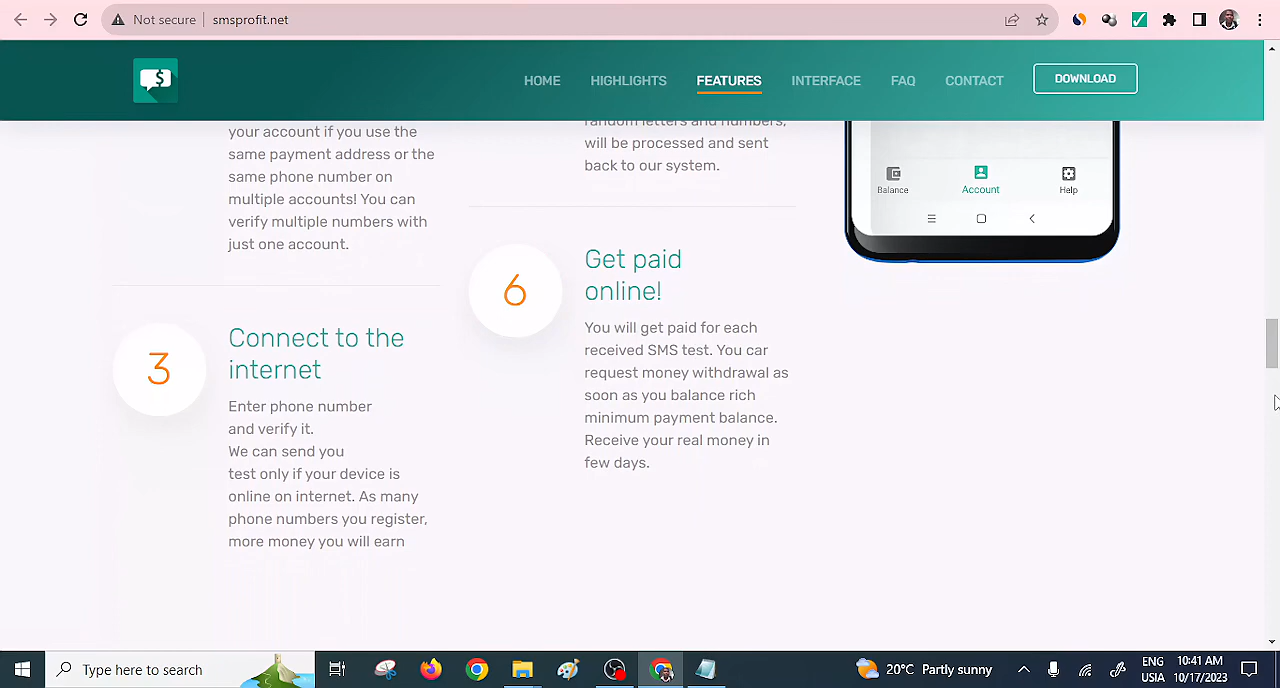 Not secure smsprofit.net
$
HOME HIGHLIGHTS FEATURES INTERFACE FAQ CONTACT DOWNLOAD
your account if you use the
same payment address or the
same phone number on
multiple accounts! You can
verify multiple numbers with
just one account.
3
Connect to the
internet
Enter phone number
and verify it.
We can send you
test only if your device is
online on internet. As many
phone numbers you register,
more money you will earn
random letters and numbers,
will be processed and sent
back to our system.
6
Get paid
online!
You will get paid for each
received SMS test. You car
request money withdrawal as
soon as you balance rich
minimum payment balance.
Receive your real money in
few days.
Balance Account Help
Type here to search
20°C Partly sunny
ENG
USIA
10:41 AM
10/17/2023